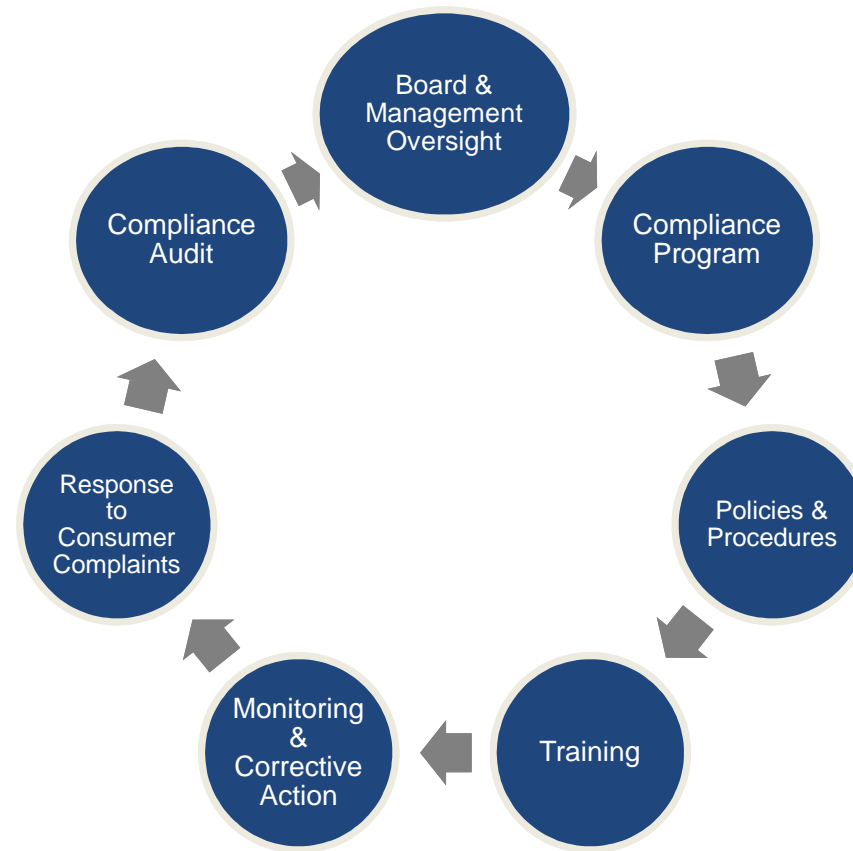 Board &
Management
Oversight
Compliance
Program
Policies &
Procedures
Training
Monitoring
&
Corrective
Action
Response
to
Consumer
Complaints
Compliance
Audit